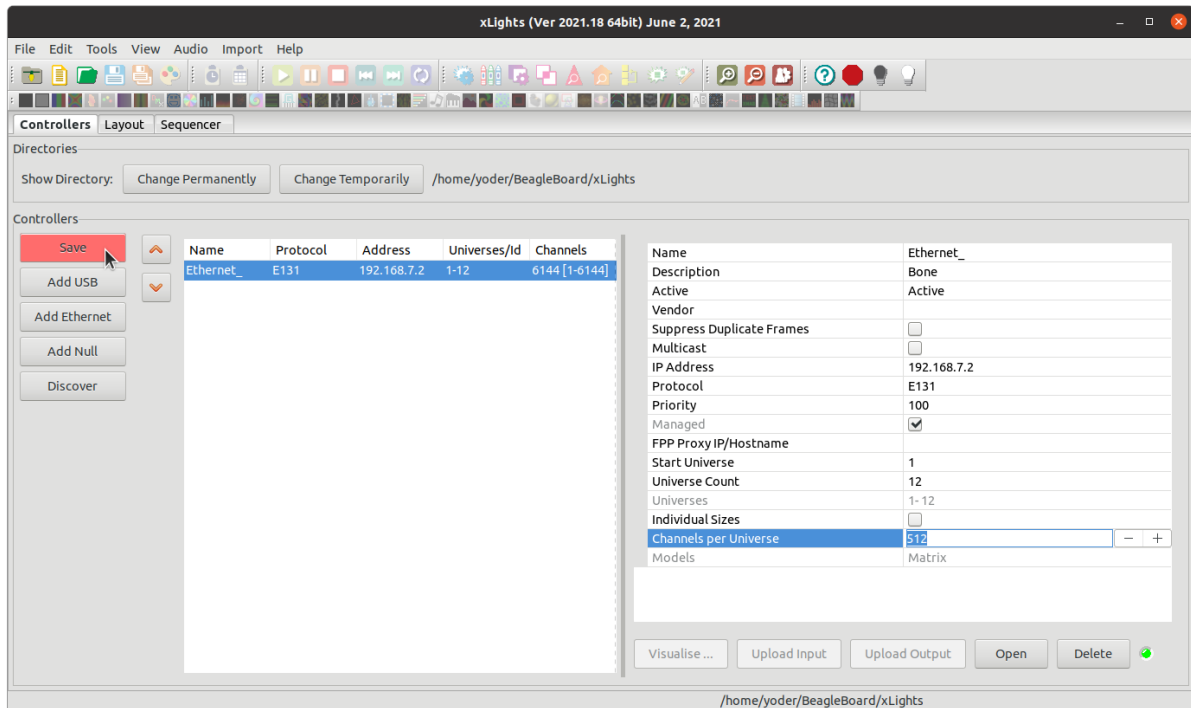 xLights (Ver 2021.18 64bit) June 2, 2021
File Edit Tools View Audio Import Help
Controllers Layout Sequencer
Directories
Show Directory: Change Permanently Change Temporarily /home/yoder/BeagleBoard/xLights
Controllers
Save
Add USB
Add Ethernet
Add Null
Discover
Name Protocol Address Universes/Id Channels
Ethernet_ E131 192.168.7.2 1-12 6144 [1-6144]
Name Ethernet_
Description Bone
Active Active
Vendor
Suppress Duplicate Frames
Multicast
IP Address 192.168.7.2
Protocol E131
Priority 100
Managed
FPP Proxy IP/Hostname
Start Universe 1
Universe Count 12
Universes 1- 12
Individual Sizes
Channels per Universe 512 − +
Models Matrix
Visualise ... Upload Input Upload Output Open Delete
/home/yoder/BeagleBoard/xLights